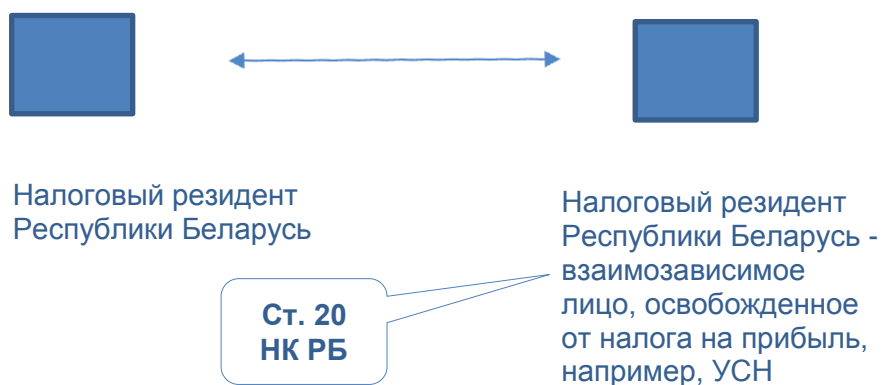 Налоговый резидент
Республики Беларусь
Налоговый резидент
Республики Беларусь -
взаимозависимое
лицо, освобожденное
от налога на прибыль,
например, УСН
Ст. 20
НК РБ